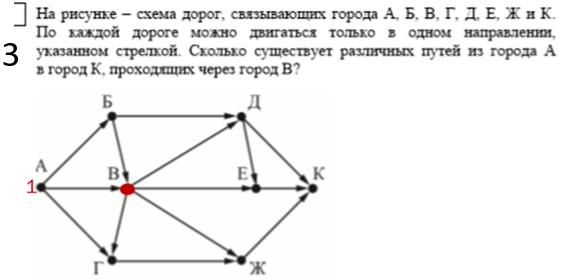 На рисунке – схема дорог, связывающих города А, Б, В, Г, Д, Е, Ж и К.
По каждой дороге можно двигаться только в одном направлении,
3 указанном стрелкой. Сколько существует различных путей из города А
в город К, проходящих через город В?
Б Д
А В Е К
1
Г Ж